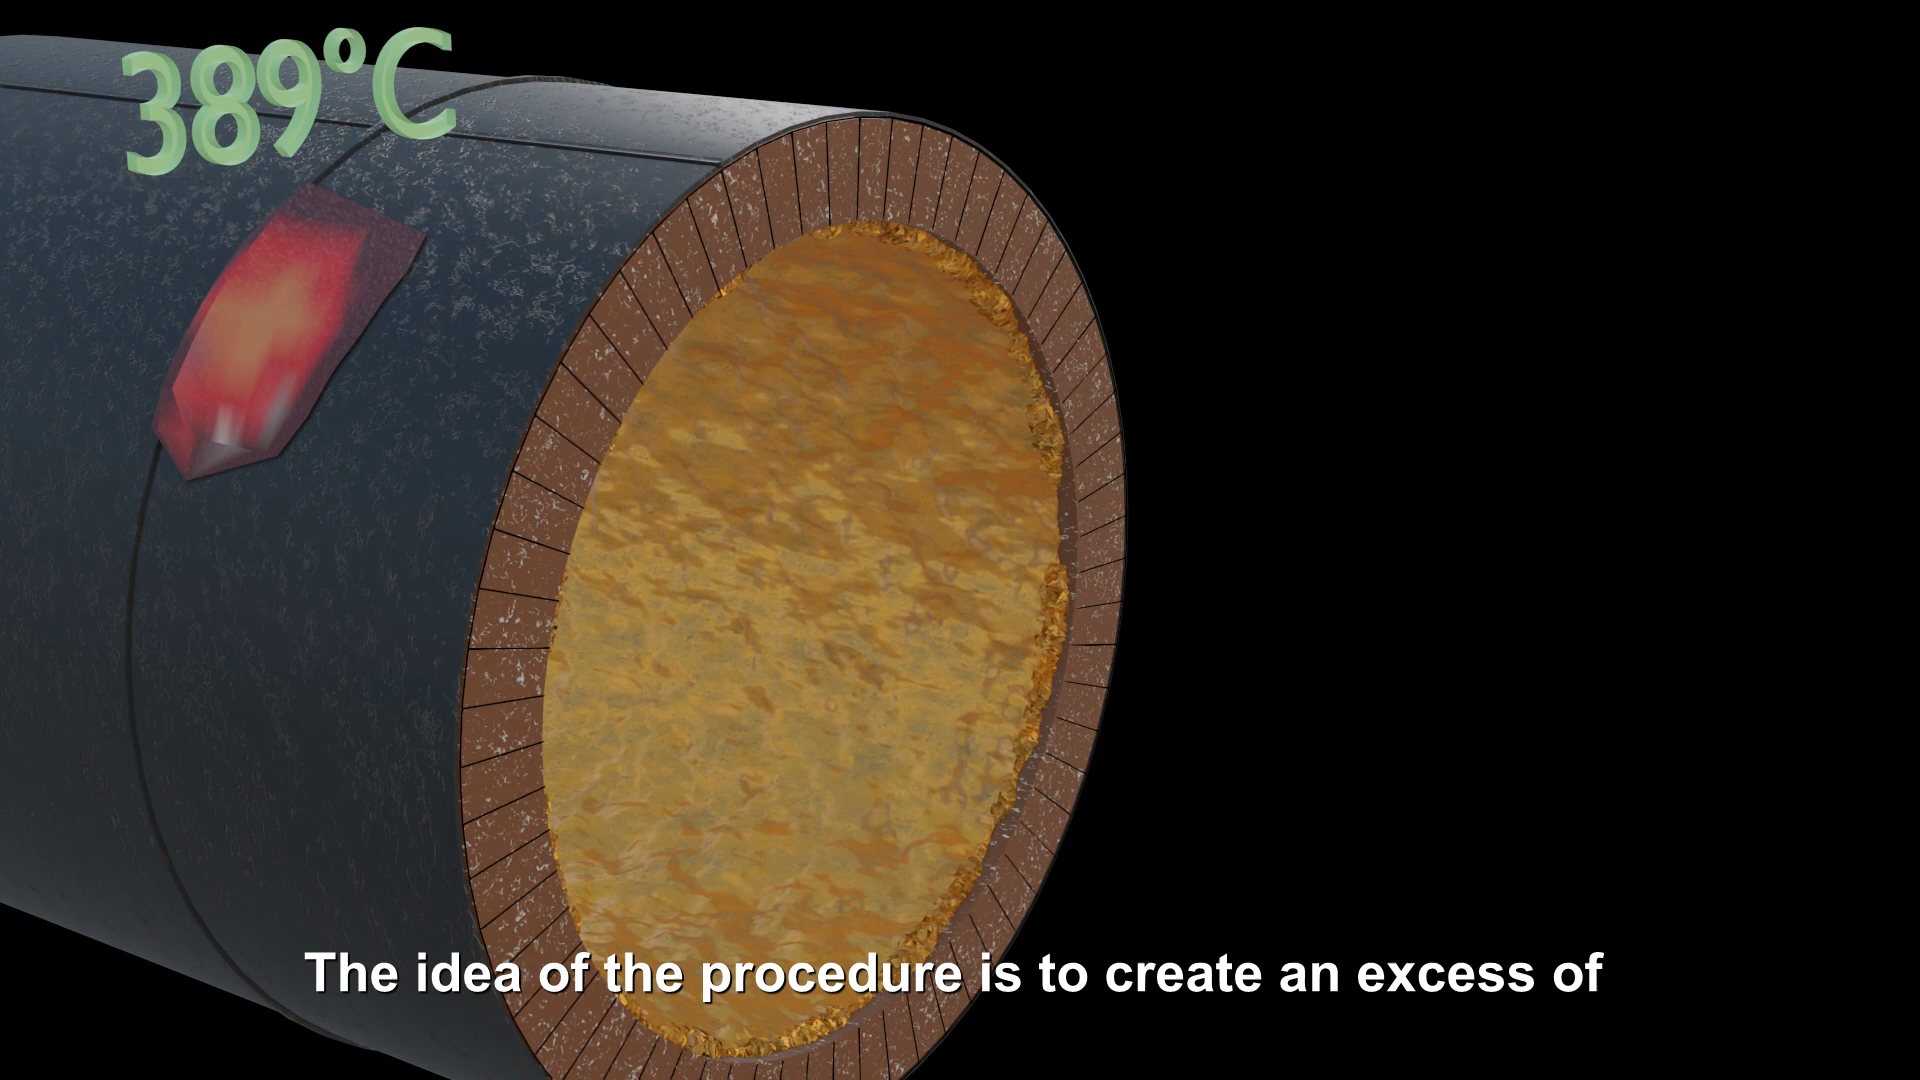 389°C
The idea of the procedure is to create an excess of